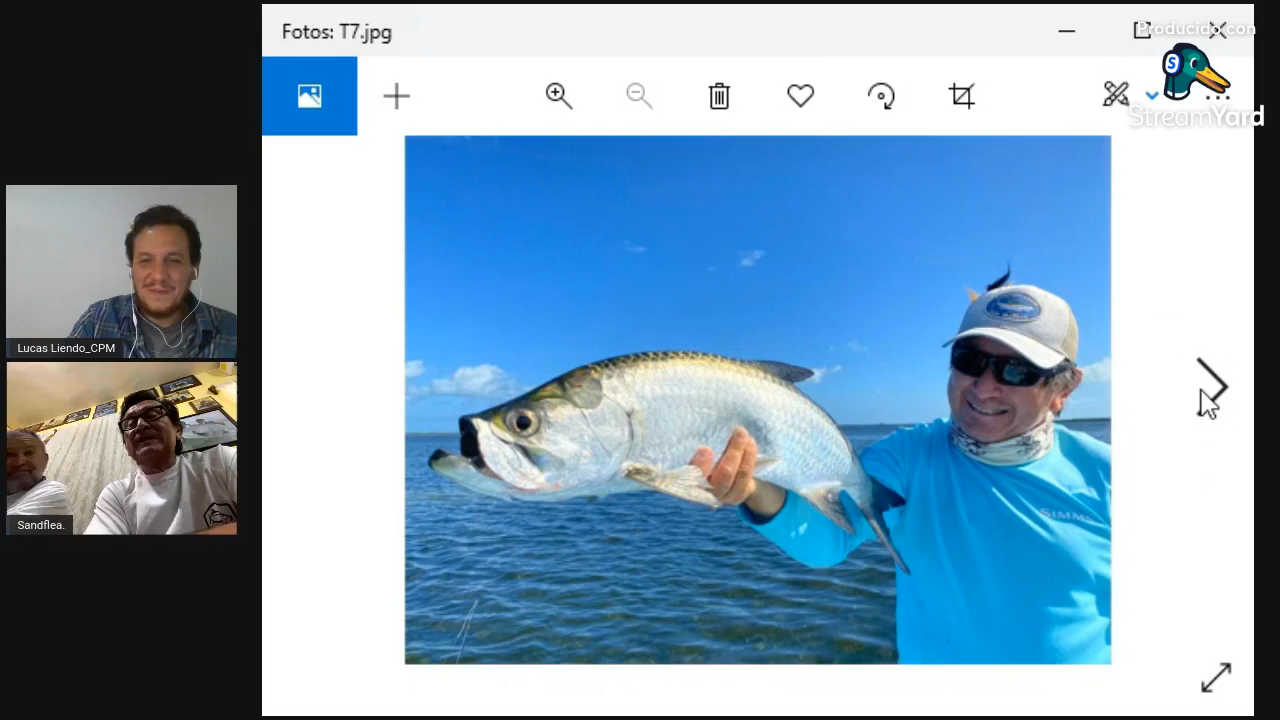 Fotos: T7.jpg
Producido con
S
StreamYard
SIMMS
Lucas Liendo_CPM
Sandflea.